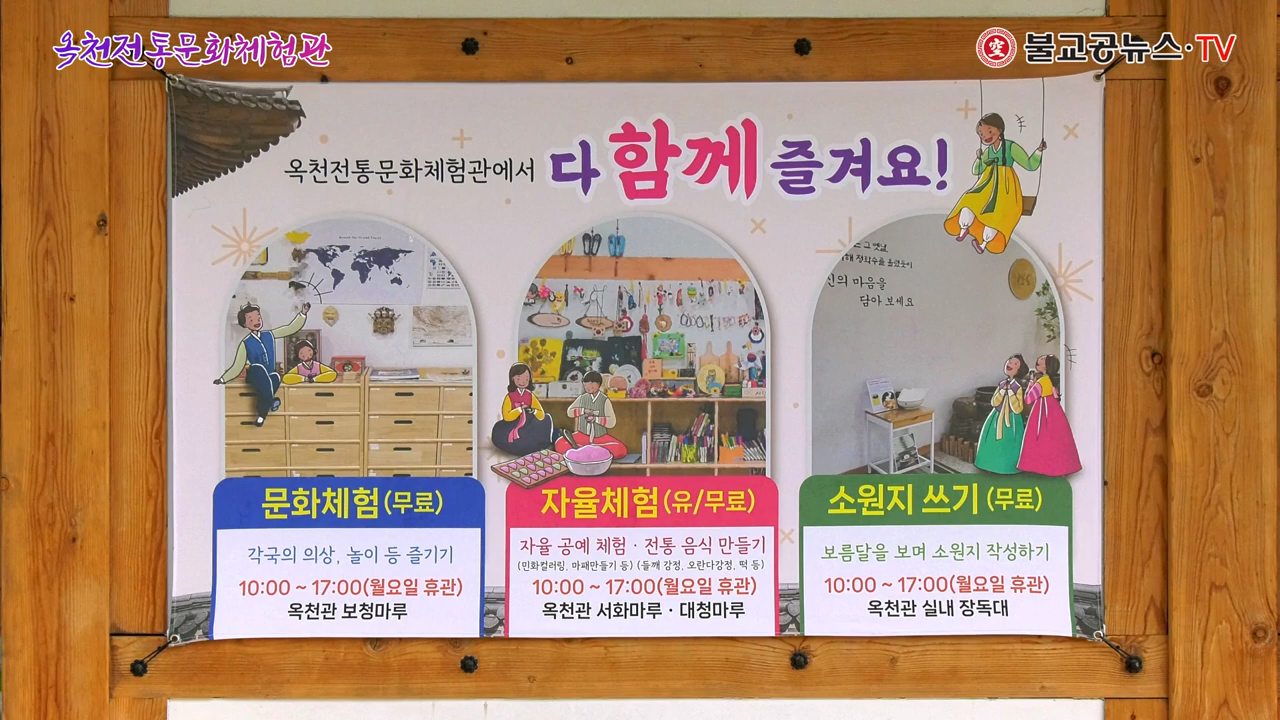 옥천전통문화체험관
空 불교공뉴스·TV
옥천전통문화체험관에서 다 함께 즐겨요!
담아 보세요
문화체험(무료)
각국의 의상, 놀이 등 즐기기
10:00 ~ 17:00(월요일 휴관)
옥천관 보청마루
자율체험(유/무료)
자율 공예 체험 · 전통 음식 만들기
(민화컬러링, 마패만들기 등) (들깨 강정, 오란다강정, 떡 등)
10:00 ~ 17:00(월요일 휴관)
옥천관 서화마루 · 대청마루
소원지 쓰기(무료)
보름달을 보며 소원지 작성하기
10:00 ~ 17:00(월요일 휴관)
옥천관 실내 장독대